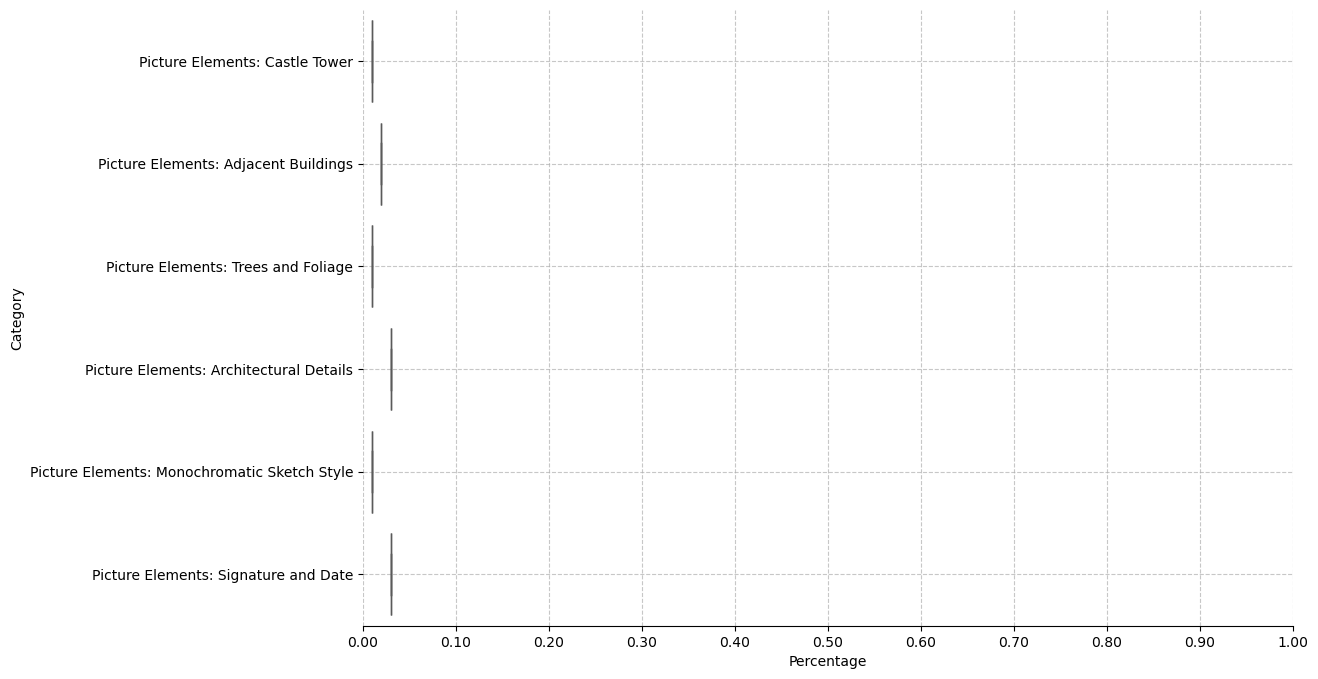 Picture Elements: Castle Tower
Picture Elements: Adjacent Buildings
Picture Elements: Trees and Foliage
Picture Elements: Architectural Details
Picture Elements: Monochromatic Sketch Style
Picture Elements: Signature and Date
Category
0.00 0.10 0.20 0.30 0.40 0.50 0.60 0.70 0.80 0.90 1.00
Percentage